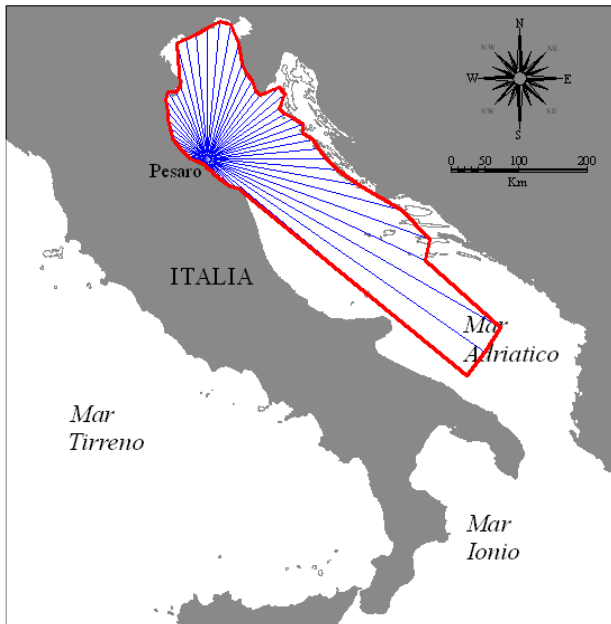 N
NW
NE
W
E
NW
NE
S
0
50
100
200
Km
Pesaro
ITALIA
Mar
Adriatico
Mar
Tirreno
Mar
Ionio